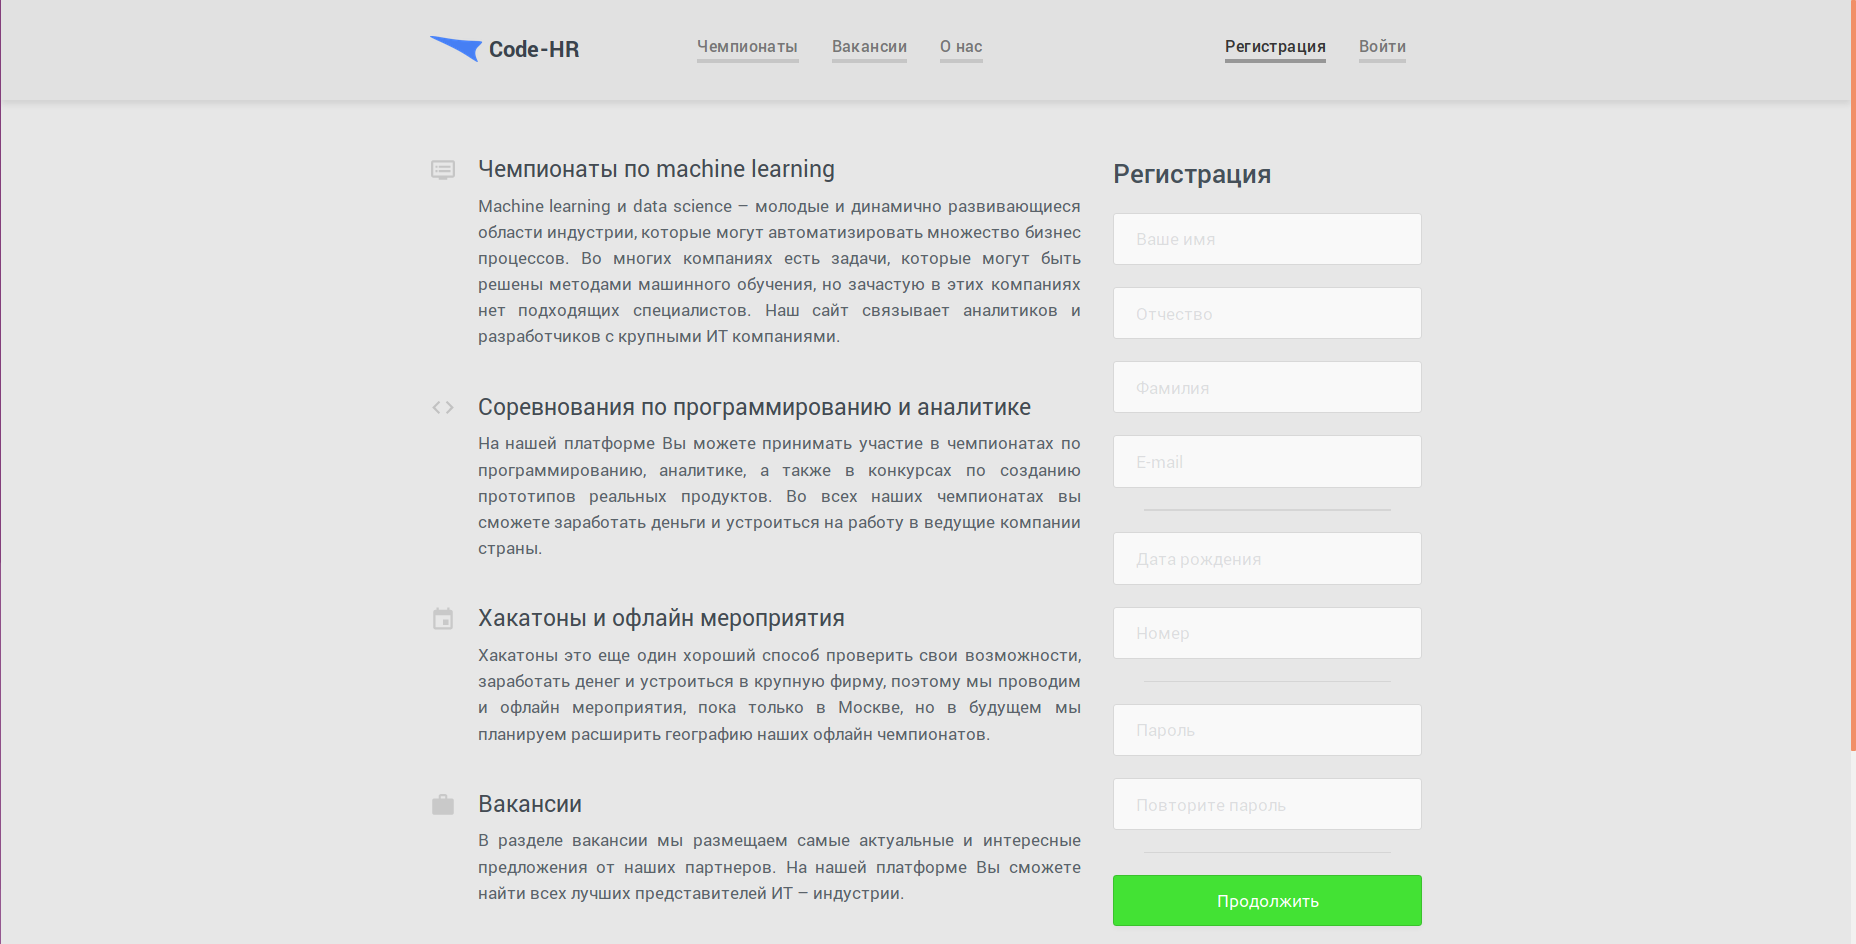 Code-HR
Чемпионаты
Вакансии
О нас
Регистрация
Войти
Чемпионаты по machine learning
Machine learning и data science – молодые и динамично развивающиеся
области индустрии, которые могут автоматизировать множество бизнес
процессов. Во многих компаниях есть задачи, которые могут быть
решены методами машинного обучения, но зачастую в этих компаниях
нет подходящих специалистов. Наш сайт связывает аналитиков и
разработчиков с крупными ИТ компаниями.
Соревнования по программированию и аналитике
На нашей платформе Вы можете принимать участие в чемпионатах по
программированию, аналитике, а также в конкурсах по созданию
прототипов реальных продуктов. Во всех наших чемпионатах вы
сможете заработать деньги и устроиться на работу в ведущие компании
страны.
Хакатоны и офлайн мероприятия
Хакатоны это еще один хороший способ проверить свои возможности,
заработать денег и устроиться в крупную фирму, поэтому мы проводим
и офлайн мероприятия, пока только в Москве, но в будущем мы
планируем расширить географию наших офлайн чемпионатов.
Вакансии
В разделе вакансии мы размещаем самые актуальные и интересные
предложения от наших партнеров. На нашей платформе Вы сможете
найти всех лучших представителей ИТ – индустрии.
Регистрация
Ваше имя
Отчество
Фамилия
E-mail
Дата рождения
Номер
Пароль
Повторите пароль
Продолжить